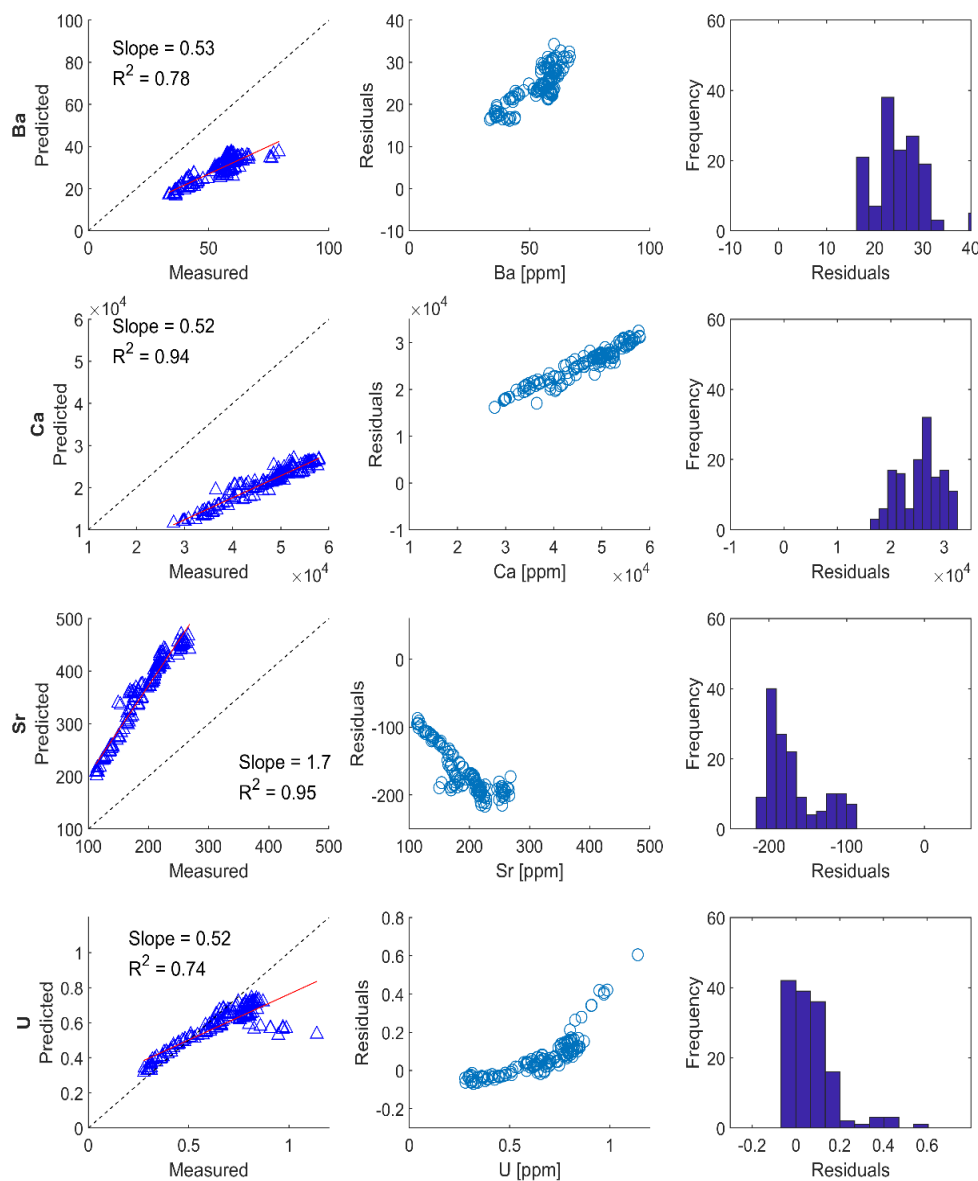 Ba
Predicted
100
80
60
40
20
0
Slope = 0.53
R² = 0.78
0 50 100
Measured
Residuals
40
30
20
10
0
-10
0 50 100
Ba [ppm]
Frequency
60
40
20
0
-10 0 10 20 30 40
Residuals
Ca
Predicted
×10⁴
6
5
4
3
2
1
Slope = 0.52
R² = 0.94
1 2 3 4 5 6
Measured
×10⁴
Residuals
×10⁴
3
2
1
0
-1
1 2 3 4 5 6
Ca [ppm]
×10⁴
Frequency
60
40
20
0
-1 0 1 2 3
Residuals
×10⁴
Sr
Predicted
500
400
300
200
100
Slope = 1.7
R² = 0.95
100 200 300 400 500
Measured
Residuals
0
-100
-200
100 200 300 400 500
Sr [ppm]
Frequency
60
40
20
0
-200 -100 0
Residuals
U
Predicted
1
0.8
0.6
0.4
0.2
0
Slope = 0.52
R² = 0.74
0 0.5 1
Measured
Residuals
0.8
0.6
0.4
0.2
0
-0.2
0 0.5 1
U [ppm]
Frequency
60
40
20
0
-0.2 0 0.2 0.4 0.6
Residuals